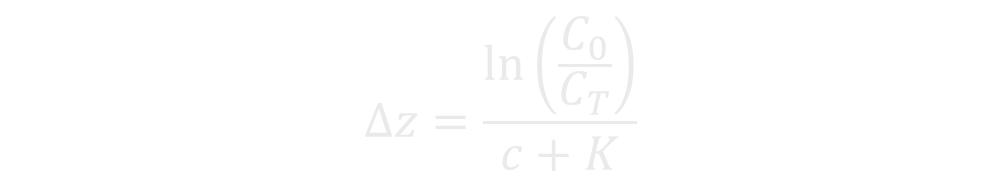 Δz = ln(C₀/C_T)/(c + K)